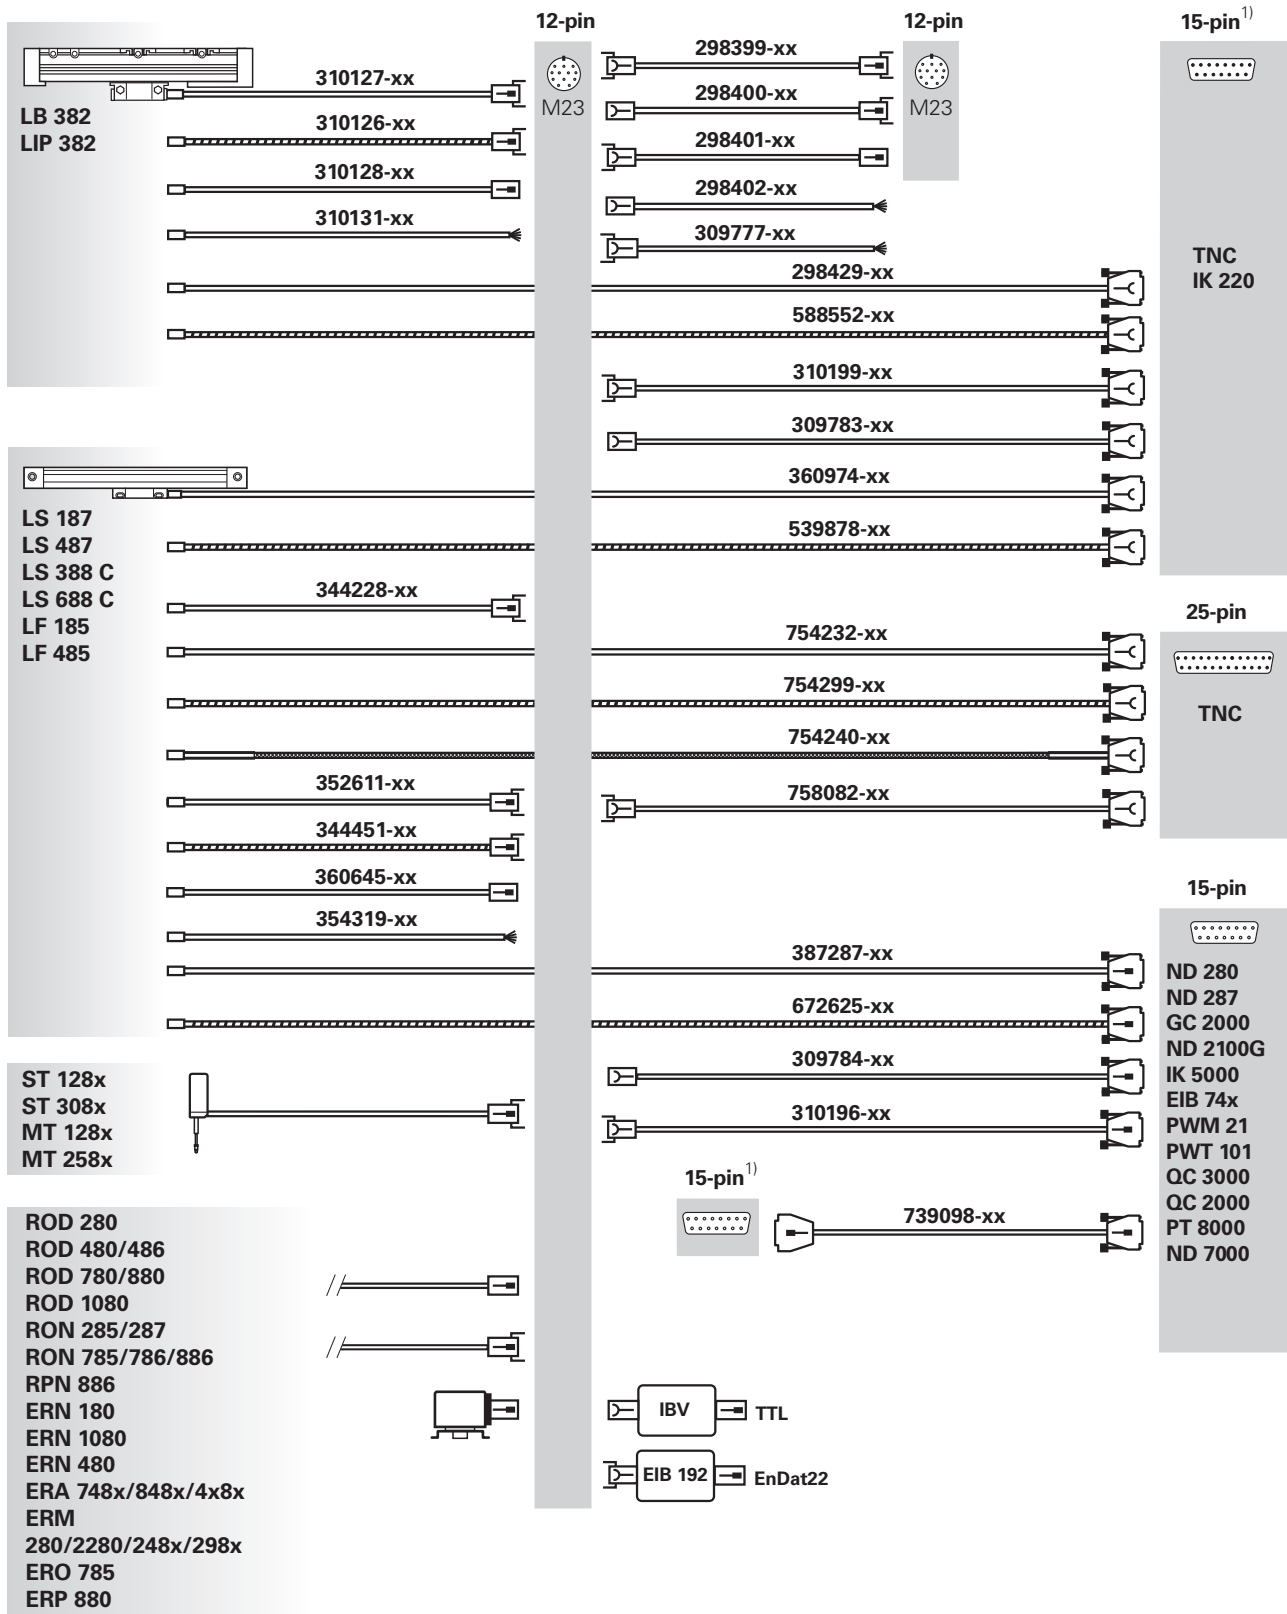 12-pin
12-pin
15-pin1)
298399-xx
310127-xx
298400-xx
M23
M23
LB 382
310126-xx
298401-xx
LIP 382
310128-xx
298402-xx
310131-xx
309777-xx
TNC
298429-xx
IK 220
588552-xx
310199-xx
309783-xx
360974-xx
LS 187
LS 487
539878-xx
LS 388 C
LS 688 C
344228-xx
25-pin
LF 185
754232-xx
LF 485
754299-xx
TNC
754240-xx
352611-xx
758082-xx
344451-xx
360645-xx
15-pin
354319-xx
387287-xx
ND 280
ND 287
672625-xx
GC 2000
ND 2100G
309784-xx
IK 5000
ST 128x
EIB 74x
ST 308x
310196-xx
PWM 21
MT 128x
PWT 101
MT 258x
15-pin1)
QC 3000
QC 2000
739098-xx
PT 8000
ND 7000
ROD 280
ROD 480/486
ROD 780/880
ROD 1080
RON 285/287
RON 785/786/886
RPN 886
ERN 180
IBV
TTL
ERN 1080
ERN 480
EIB 192
EnDat22
ERA 748x/848x/4x8x
ERM
280/2280/248x/298x
ERO 785
ERP 880